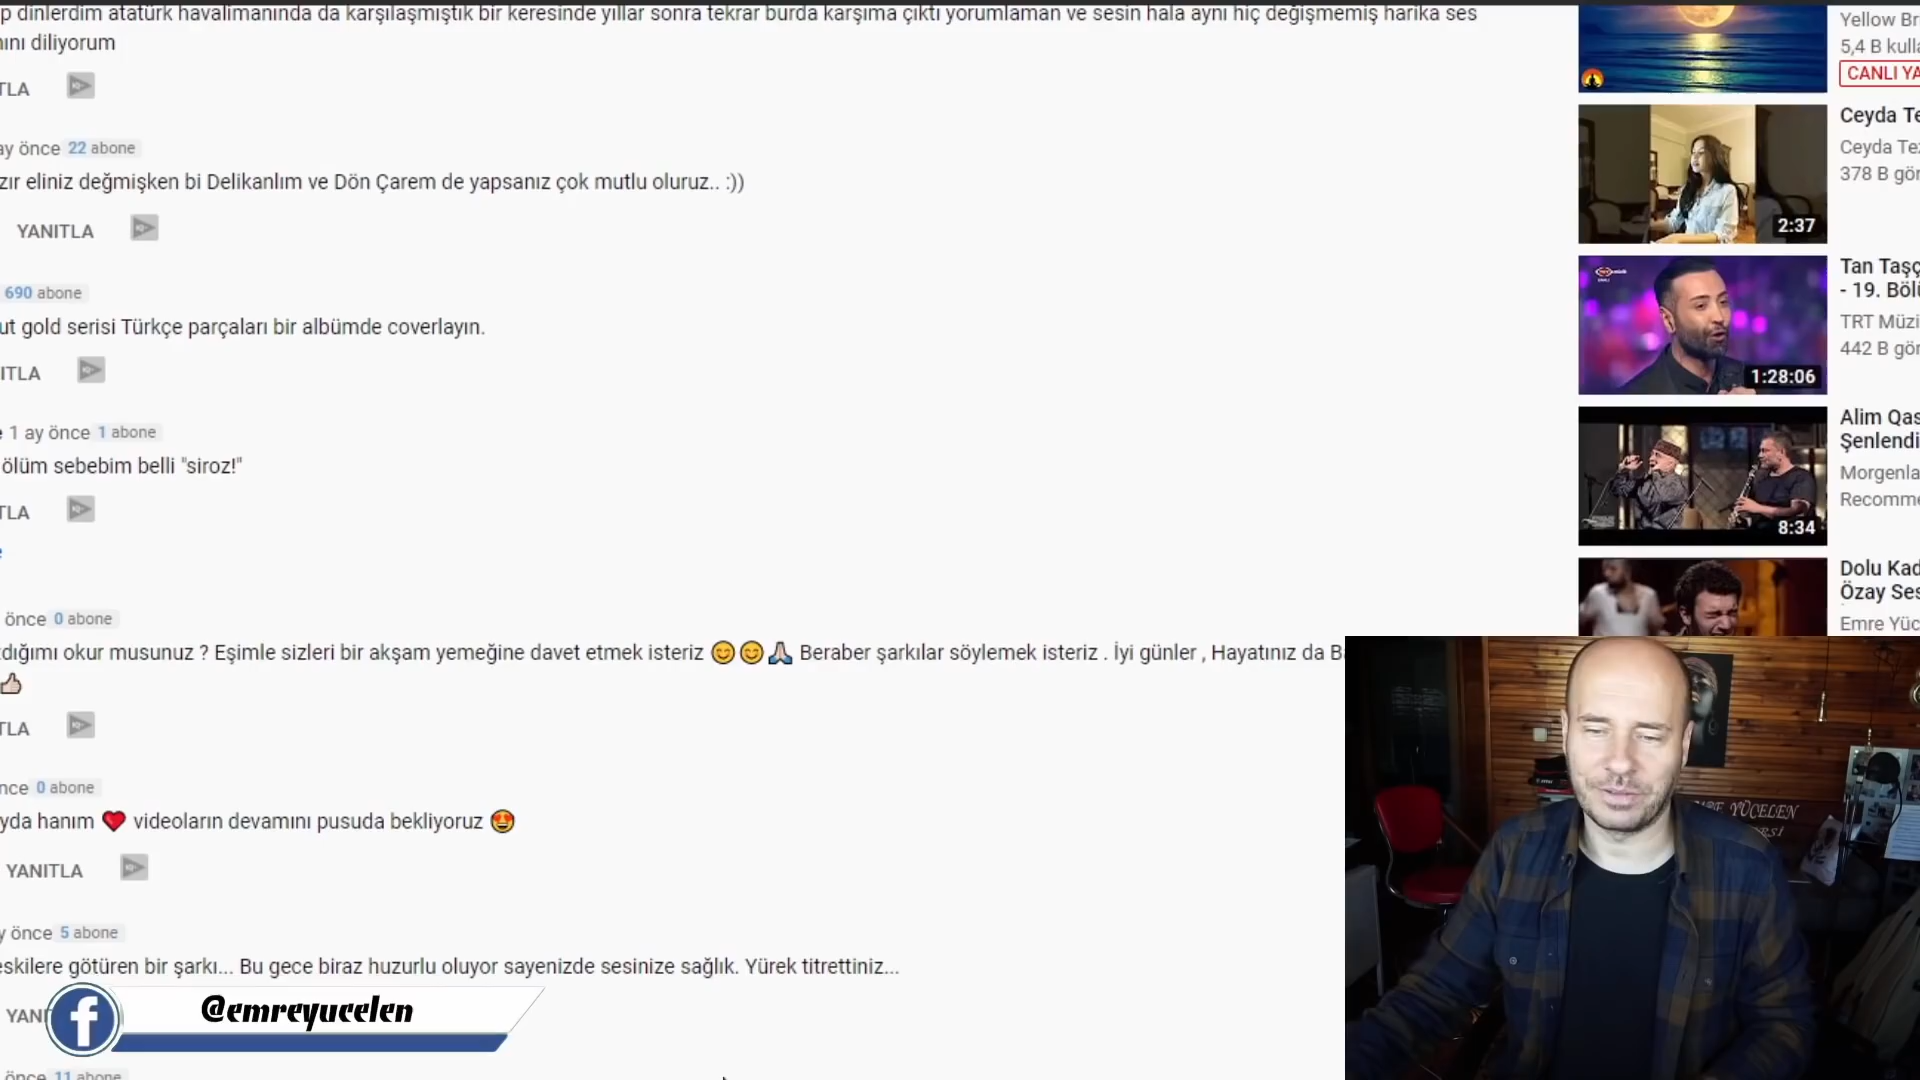 p dinlerdim atatürk havalimanında da karşılaşmıştık bir keresinde yıllar sonra tekrar burda karşıma çıktı yorumlaman ve sesin hala aynı hiç değişmemiş harika ses
nını diliyorum
TLA
ay önce 22 abone
zır eliniz değmişken bi Delikanlım ve Dön Çarem de yapsanız çok mutlu oluruz.. :))
YANITLA
690 abone
ut gold serisi Türkçe parçaları bir albümde coverlayın.
ITLA
e 1 ay önce 1 abone
ölüm sebebim belli "siroz!"
TLA
önce 0 abone
dığımı okur musunuz ? Eşimle sizleri bir akşam yemeğine davet etmek isteriz 😊😊🙏 Beraber şarkılar söylemek isteriz . İyi günler , Hayatınız da B
👍
TLA
nce 0 abone
yda hanım ❤️ videoların devamını pusuda bekliyoruz 😍
YANITLA
y önce 5 abone
eskilere götüren bir şarkı... Bu gece biraz huzurlu oluyor sayenizde sesinize sağlık. Yürek titrettiniz...
YANI
@emreyucelen
önce 11 abone
Yellow Br
5,4 B kulla
CANLI YA
2:37
Ceyda Te
Ceyda Te
378 B gör
1:28:06
Tan Taşç
- 19. Bölü
TRT Müzi
442 B gör
8:34
Alim Qas
Şenlendi
Morgenla
Recomme
Dolu Kad
Özay Ses
Emre Yüc
YÜCELEN